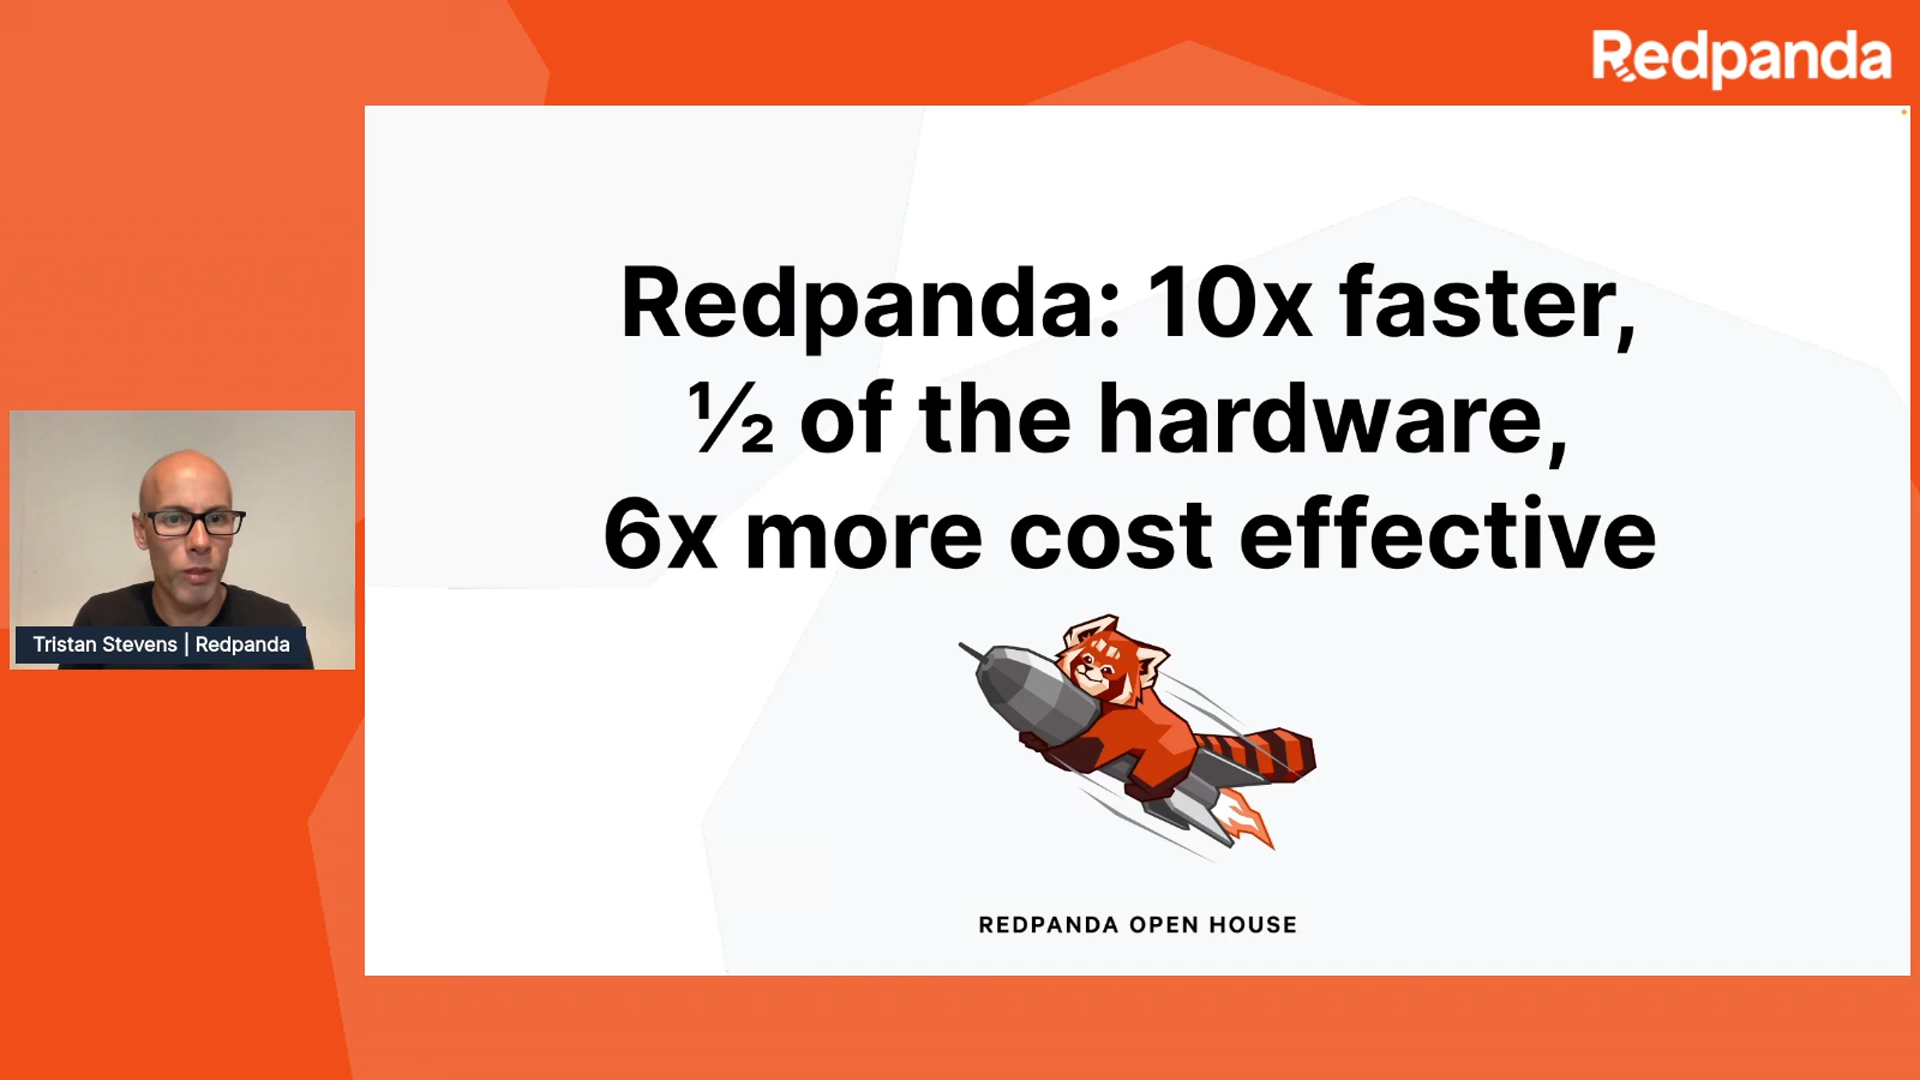 Redpanda
Redpanda: 10x faster,
½ of the hardware,
6x more cost effective
Tristan Stevens | Redpanda
REDPANDA OPEN HOUSE